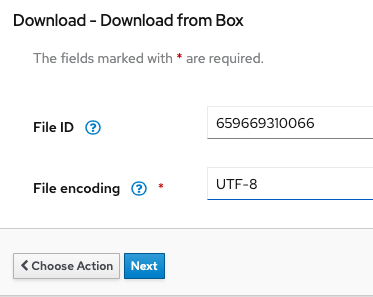 Download - Download from Box
The fields marked with * are required.
File ID ? 659669310066
File encoding ? * UTF-8
Choose Action Next